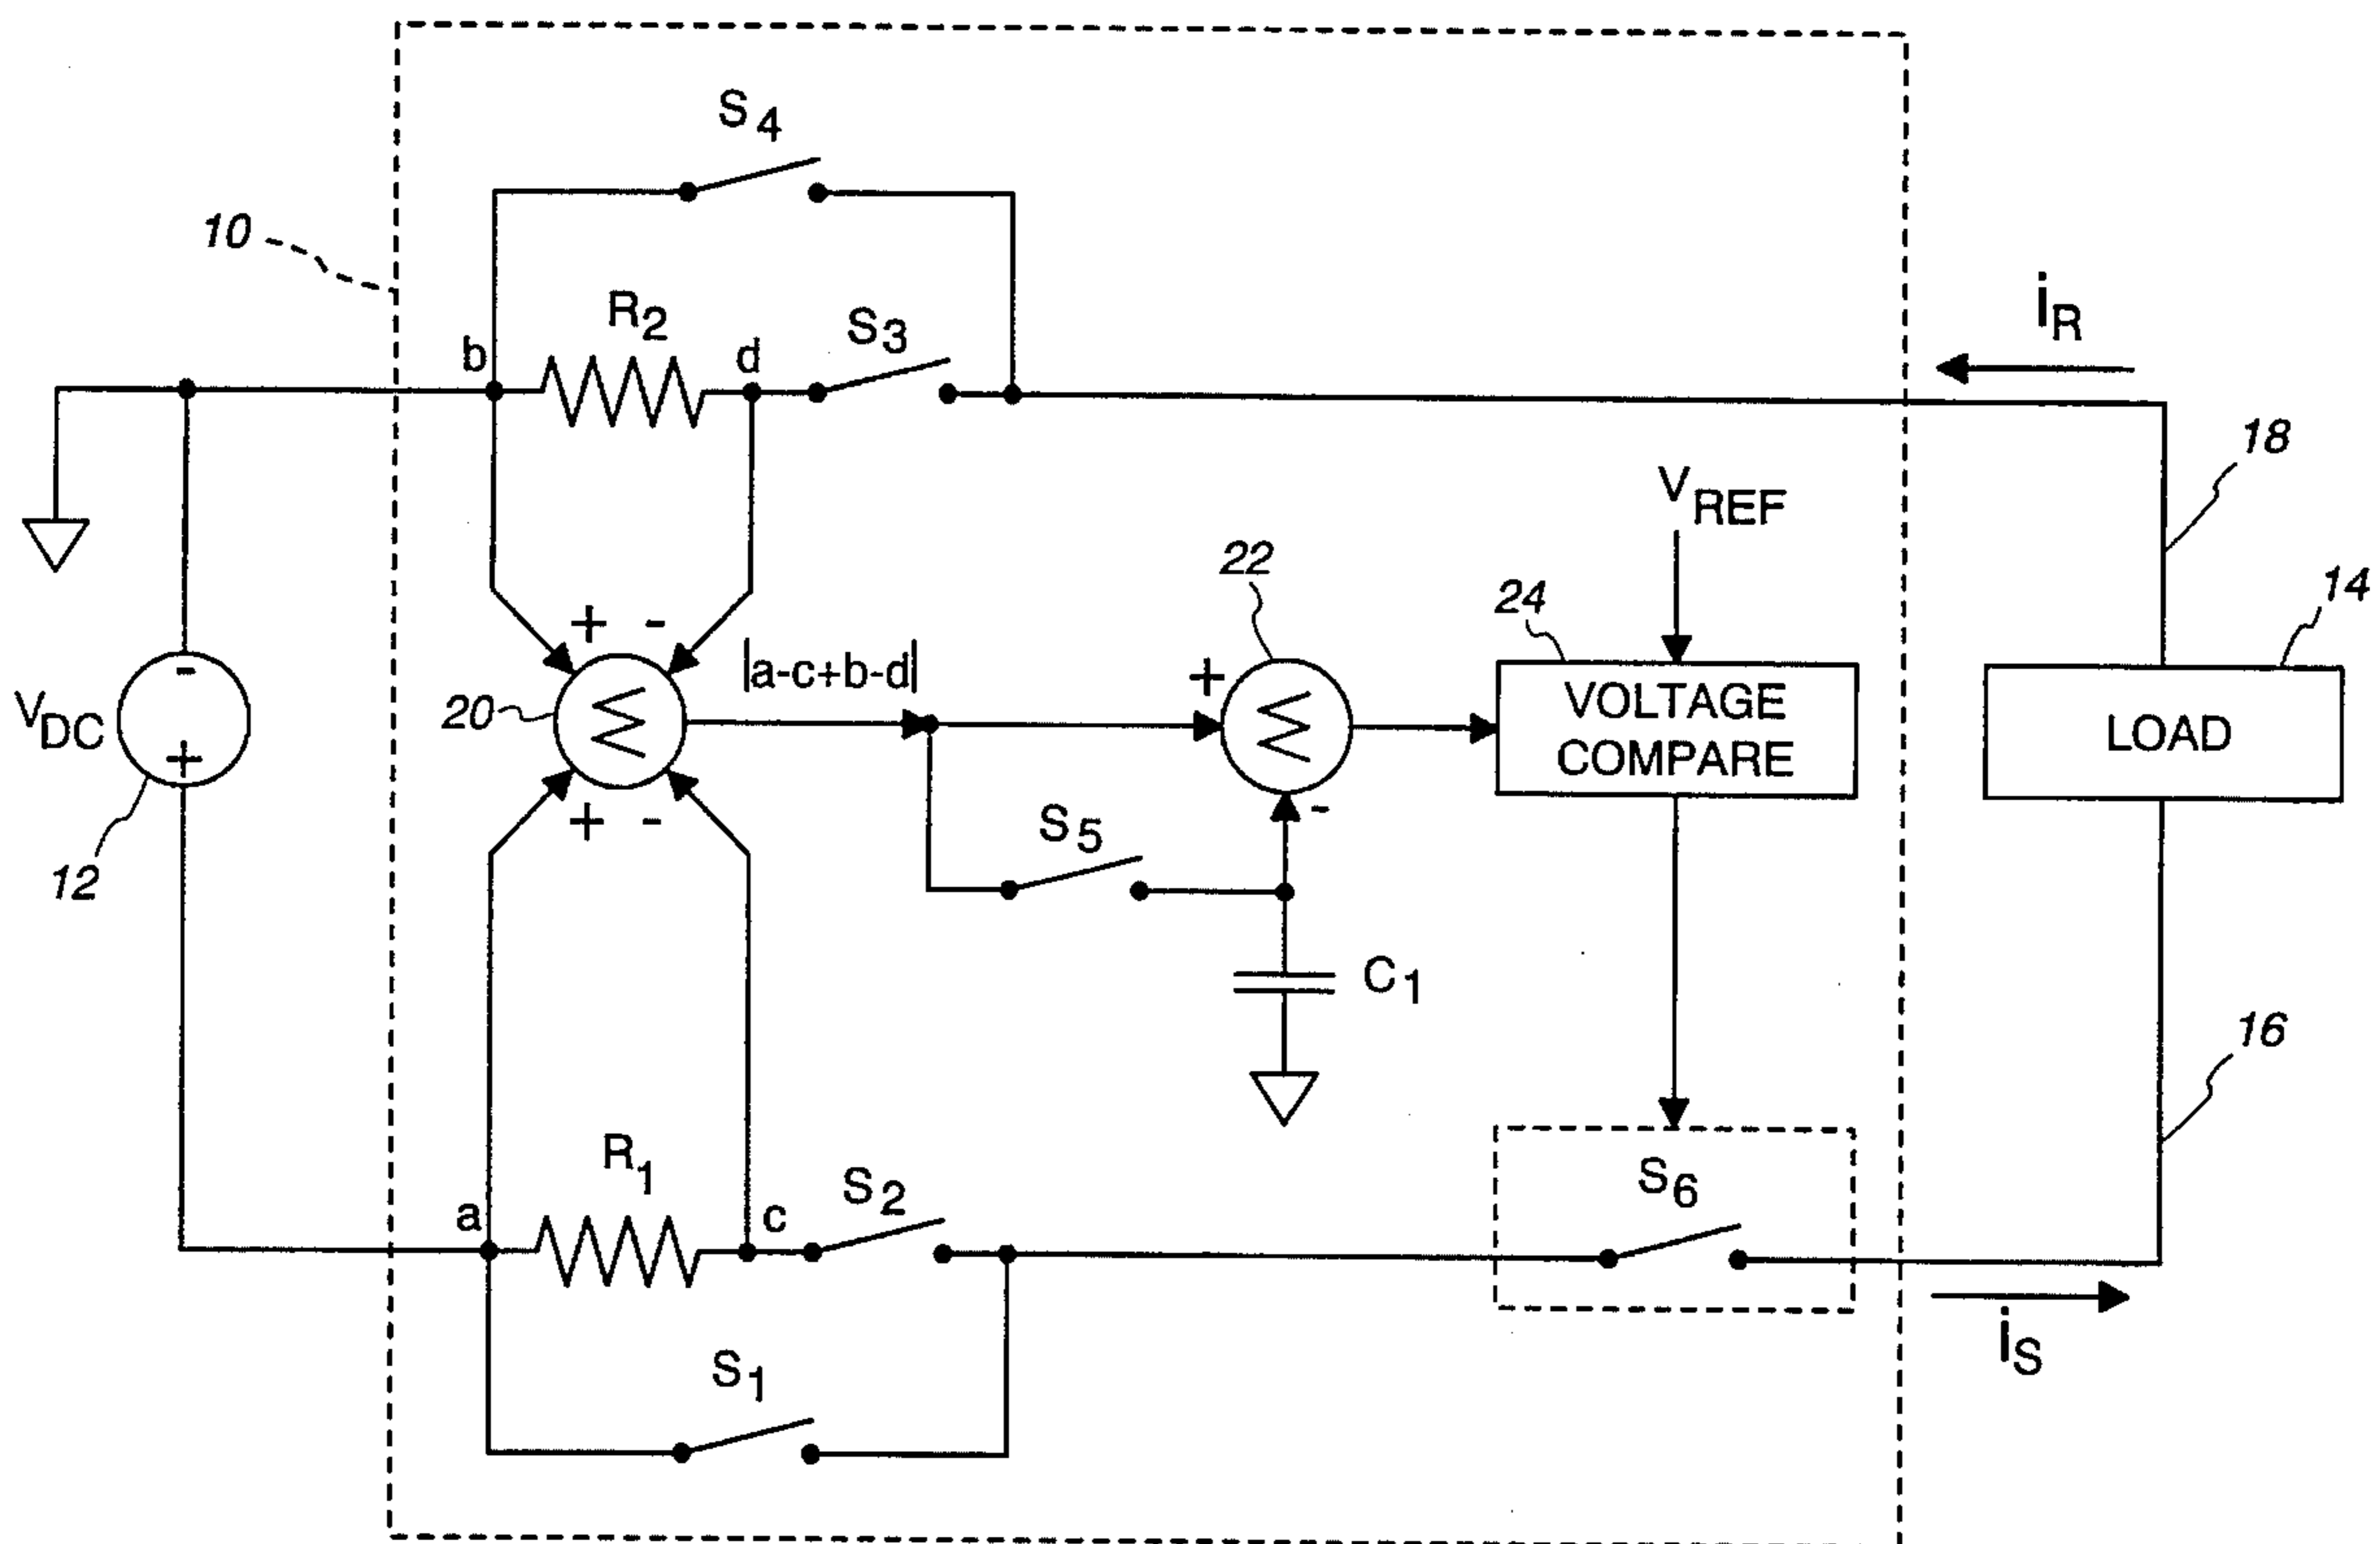 S4
10
R2
b
d
S3
iR
18
VREF
22
24
14
+ -
|a-c+b-d|
+
-
VDC
20
VOLTAGE
COMPARE
LOAD
+
+ -
-
S5
12
C1
16
R1
a
c
S2
S6
S1
iS